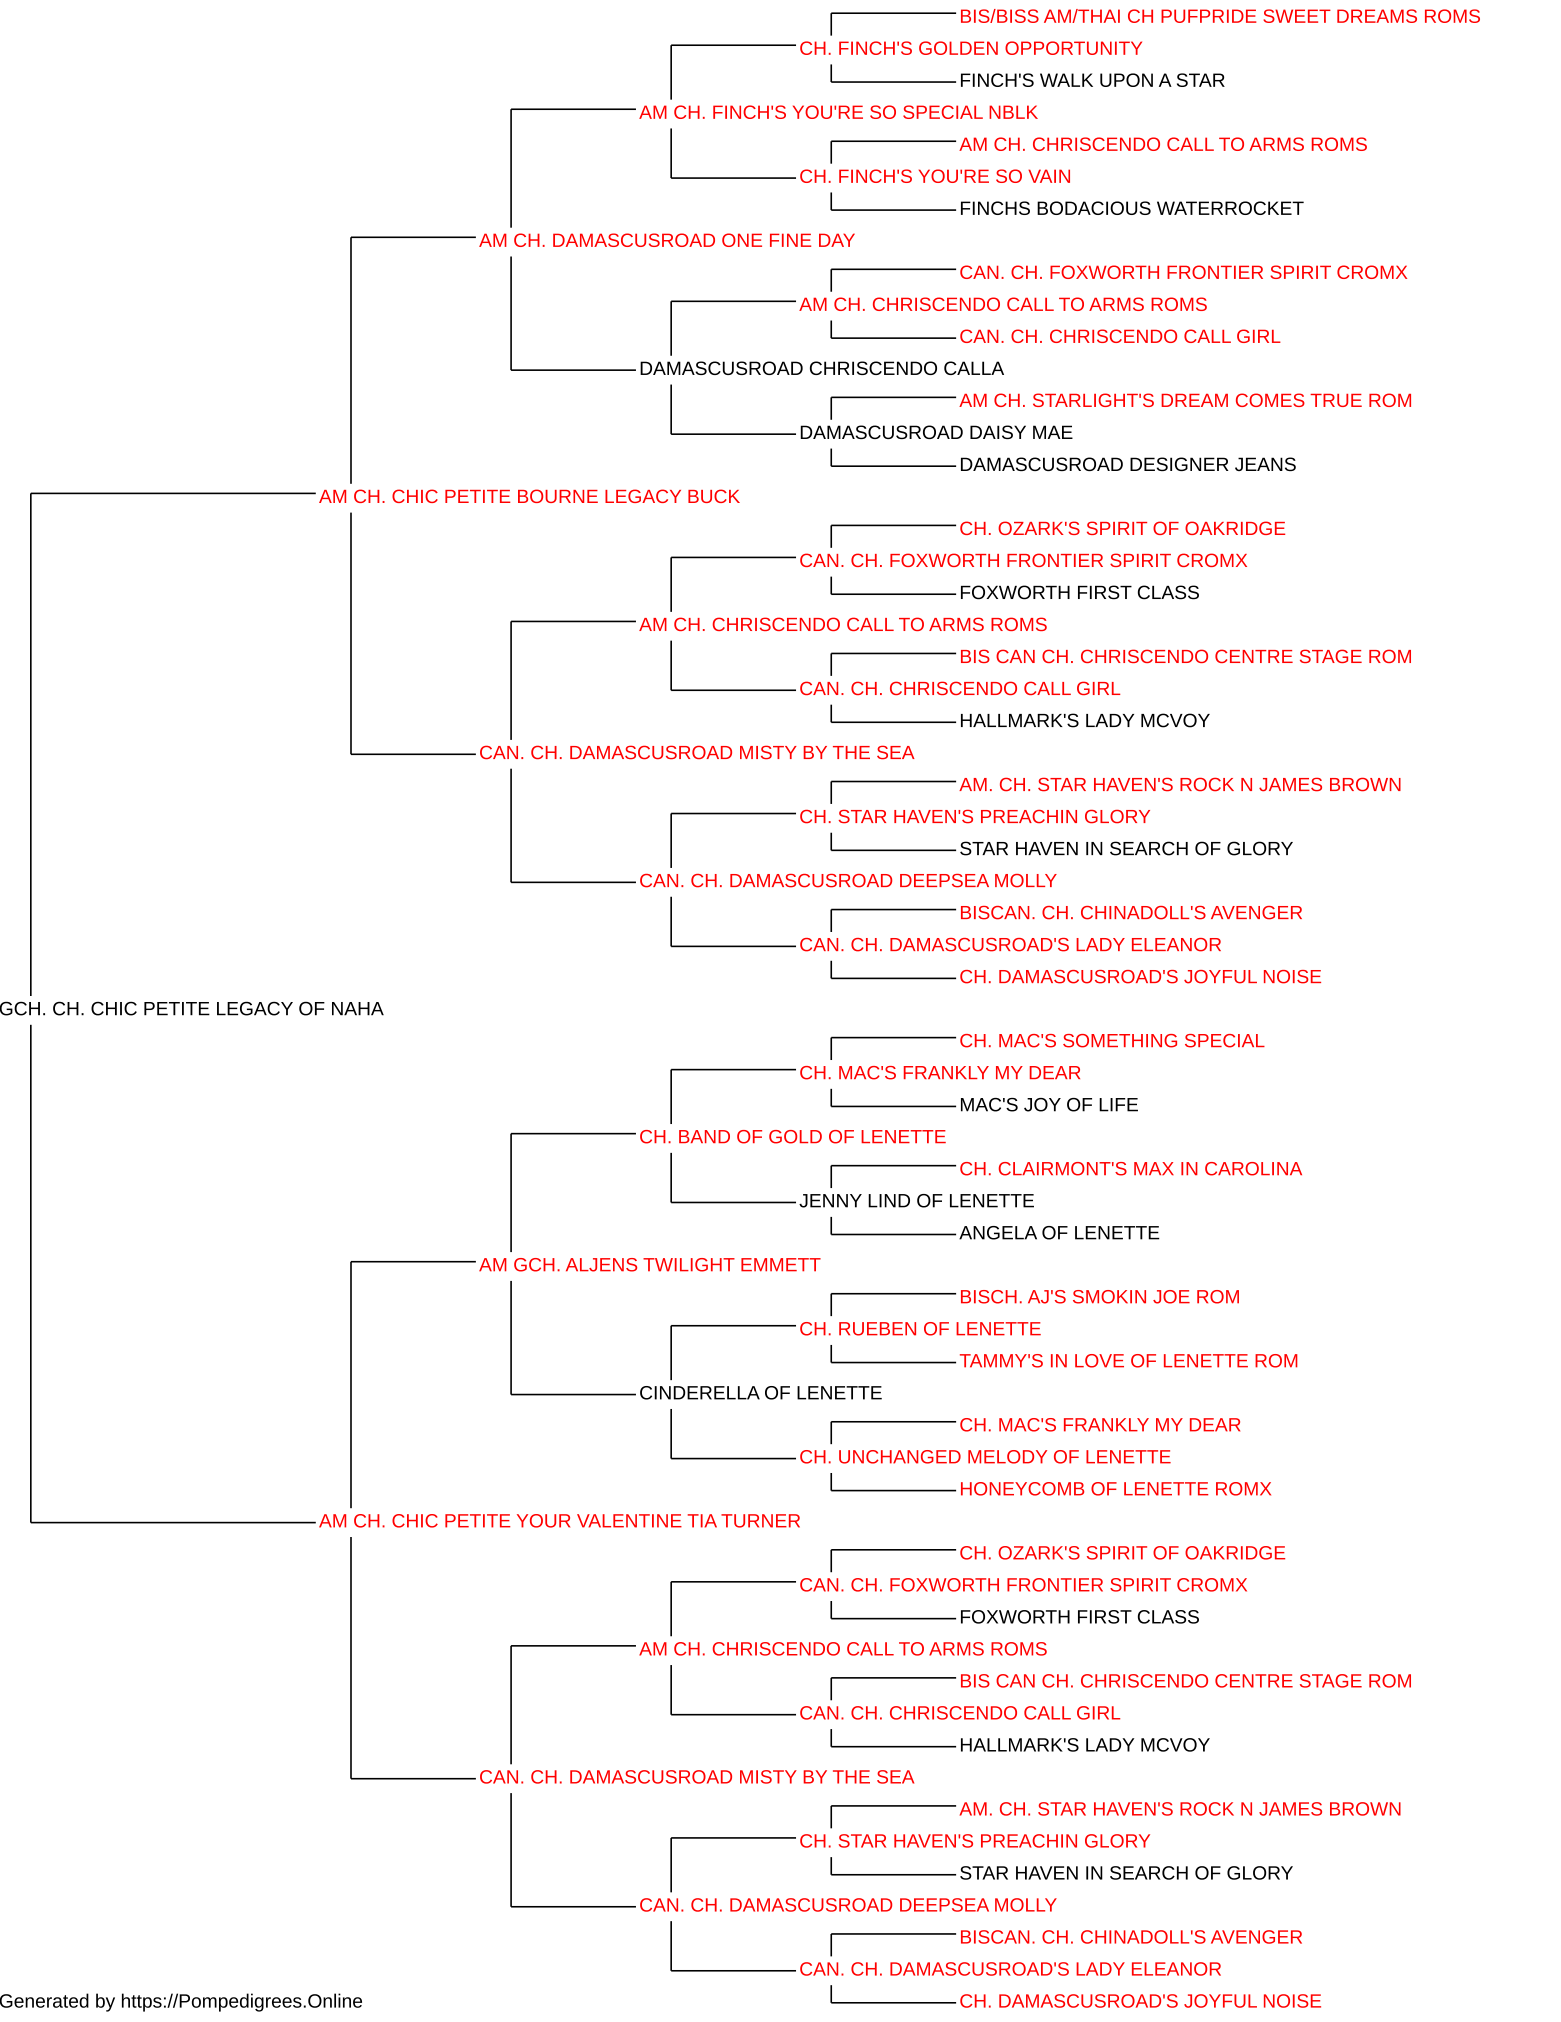 BIS/BISS AM/THAI CH PUFPRIDE SWEET DREAMS ROMS
CH. FINCH'S GOLDEN OPPORTUNITY
FINCH'S WALK UPON A STAR
AM CH. FINCH'S YOU'RE SO SPECIAL NBLK
AM CH. CHRISCENDO CALL TO ARMS ROMS
CH. FINCH'S YOU'RE SO VAIN
FINCHS BODACIOUS WATERROCKET
AM CH. DAMASCUSROAD ONE FINE DAY
CAN. CH. FOXWORTH FRONTIER SPIRIT CROMX
AM CH. CHRISCENDO CALL TO ARMS ROMS
CAN. CH. CHRISCENDO CALL GIRL
DAMASCUSROAD CHRISCENDO CALLA
AM CH. STARLIGHT'S DREAM COMES TRUE ROM
DAMASCUSROAD DAISY MAE
DAMASCUSROAD DESIGNER JEANS
AM CH. CHIC PETITE BOURNE LEGACY BUCK
CH. OZARK'S SPIRIT OF OAKRIDGE
CAN. CH. FOXWORTH FRONTIER SPIRIT CROMX
FOXWORTH FIRST CLASS
AM CH. CHRISCENDO CALL TO ARMS ROMS
BIS CAN CH. CHRISCENDO CENTRE STAGE ROM
CAN. CH. CHRISCENDO CALL GIRL
HALLMARK'S LADY MCVOY
CAN. CH. DAMASCUSROAD MISTY BY THE SEA
AM. CH. STAR HAVEN'S ROCK N JAMES BROWN
CH. STAR HAVEN'S PREACHIN GLORY
STAR HAVEN IN SEARCH OF GLORY
CAN. CH. DAMASCUSROAD DEEPSEA MOLLY
BISCAN. CH. CHINADOLL'S AVENGER
CAN. CH. DAMASCUSROAD'S LADY ELEANOR
CH. DAMASCUSROAD'S JOYFUL NOISE
GCH. CH. CHIC PETITE LEGACY OF NAHA
CH. MAC'S SOMETHING SPECIAL
CH. MAC'S FRANKLY MY DEAR
MAC'S JOY OF LIFE
CH. BAND OF GOLD OF LENETTE
CH. CLAIRMONT'S MAX IN CAROLINA
JENNY LIND OF LENETTE
ANGELA OF LENETTE
AM GCH. ALJENS TWILIGHT EMMETT
BISCH. AJ'S SMOKIN JOE ROM
CH. RUEBEN OF LENETTE
TAMMY'S IN LOVE OF LENETTE ROM
CINDERELLA OF LENETTE
CH. MAC'S FRANKLY MY DEAR
CH. UNCHANGED MELODY OF LENETTE
HONEYCOMB OF LENETTE ROMX
AM CH. CHIC PETITE YOUR VALENTINE TIA TURNER
CH. OZARK'S SPIRIT OF OAKRIDGE
CAN. CH. FOXWORTH FRONTIER SPIRIT CROMX
FOXWORTH FIRST CLASS
AM CH. CHRISCENDO CALL TO ARMS ROMS
BIS CAN CH. CHRISCENDO CENTRE STAGE ROM
CAN. CH. CHRISCENDO CALL GIRL
HALLMARK'S LADY MCVOY
CAN. CH. DAMASCUSROAD MISTY BY THE SEA
AM. CH. STAR HAVEN'S ROCK N JAMES BROWN
CH. STAR HAVEN'S PREACHIN GLORY
STAR HAVEN IN SEARCH OF GLORY
CAN. CH. DAMASCUSROAD DEEPSEA MOLLY
BISCAN. CH. CHINADOLL'S AVENGER
CAN. CH. DAMASCUSROAD'S LADY ELEANOR
CH. DAMASCUSROAD'S JOYFUL NOISE
Generated by https://Pompedigrees.Online